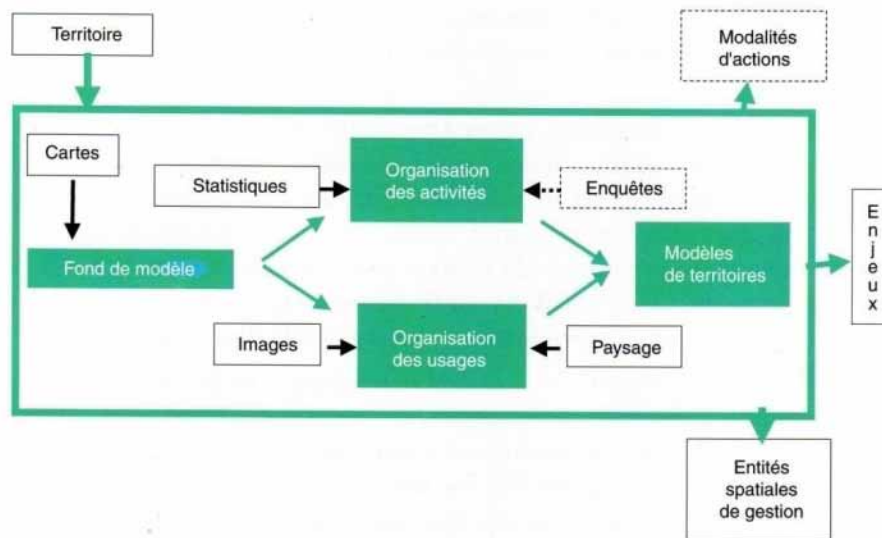 Territoire
Modalités
d'actions
Cartes
Statistiques
Organisation
des activités
Enquêtes
Fond de modèle
Modèles
de territoires
Enjeux
Images
Organisation
des usages
Paysage
Entités
spatiales
de gestion